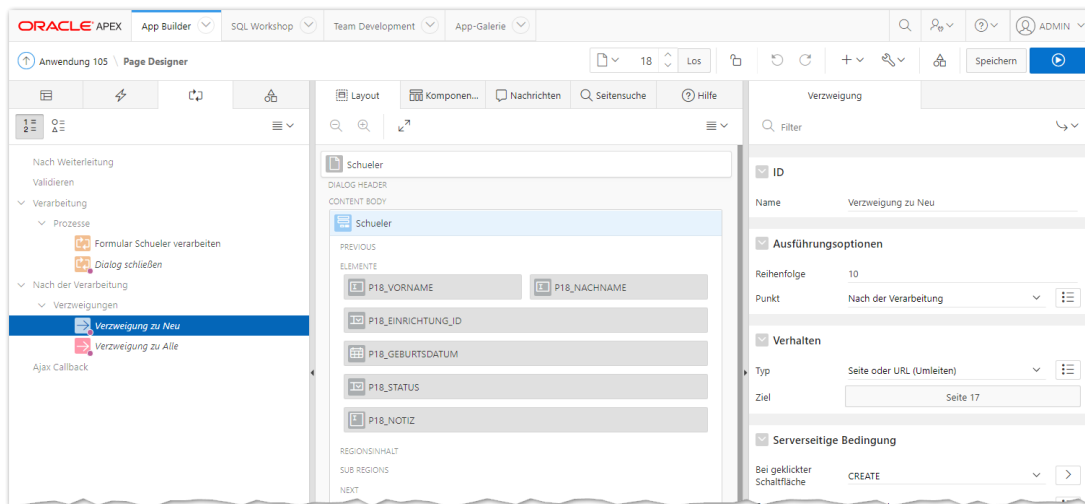 ORACLE APEX App Builder SQL Workshop Team Development App-Galerie ADMIN
Anwendung 105 \ Page Designer 18 Los Speichern
Layout Komponen... Nachrichten Seitensuche Hilfe
Nach Weiterleitung
Validieren
Verarbeitung
Prozesse
Formular Schueler verarbeiten
Dialog schließen
Nach der Verarbeitung
Verzweigungen
Verzweigung zu Neu
Verzweigung zu Alle
Ajax Callback
Schueler
DIALOG HEADER
CONTENT BODY
Schueler
PREVIOUS
ELEMENTE
P18_VORNAME P18_NACHNAME
P18_EINRICHTUNG_ID
P18_GEBURTSDATUM
P18_STATUS
P18_NOTIZ
REGIONSINHALT
SUB REGIONS
NEXT
Verzweigung
Filter
ID
Name Verzweigung zu Neu
Ausführungsoptionen
Reihenfolge 10
Punkt Nach der Verarbeitung
Verhalten
Typ Seite oder URL (Umleiten)
Ziel Seite 17
Serverseitige Bedingung
Bei geklickter
Schaltfläche CREATE